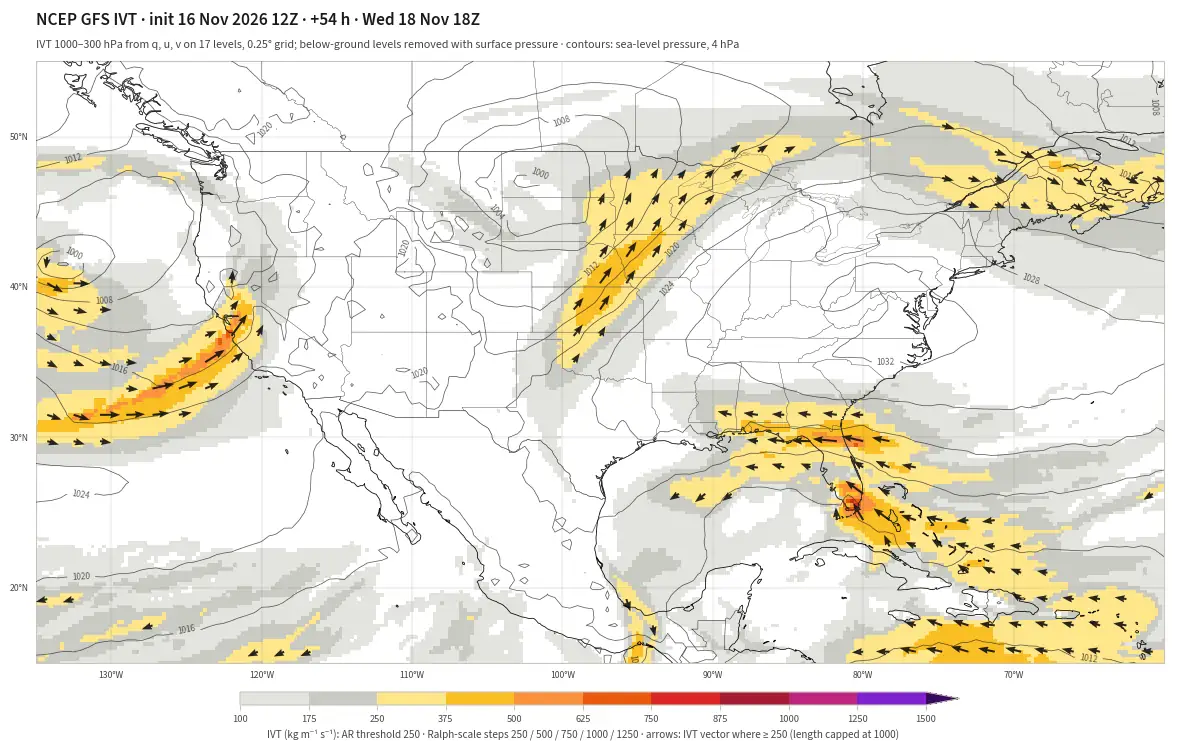 NCEP GFS IVT · init 16 Nov 2026 12Z · +54 h · Wed 18 Nov 18Z
IVT 1000–300 hPa from q, u, v on 17 levels, 0.25° grid; below-ground levels removed with surface pressure · contours: sea-level pressure, 4 hPa
1008
1020
1008
50°N
1012
1000
1004
1020
1000
1012
1020
1028
40°N
1024
1008
1016
1020
1032
30°N
1024
1020
20°N
1016
1012
130°W 120°W 110°W 100°W 90°W 80°W 70°W
100 175 250 375 500 625 750 875 1000 1250 1500
IVT (kg m⁻¹ s⁻¹): AR threshold 250 · Ralph-scale steps 250 / 500 / 750 / 1000 / 1250 · arrows: IVT vector where ≥ 250 (length capped at 1000)